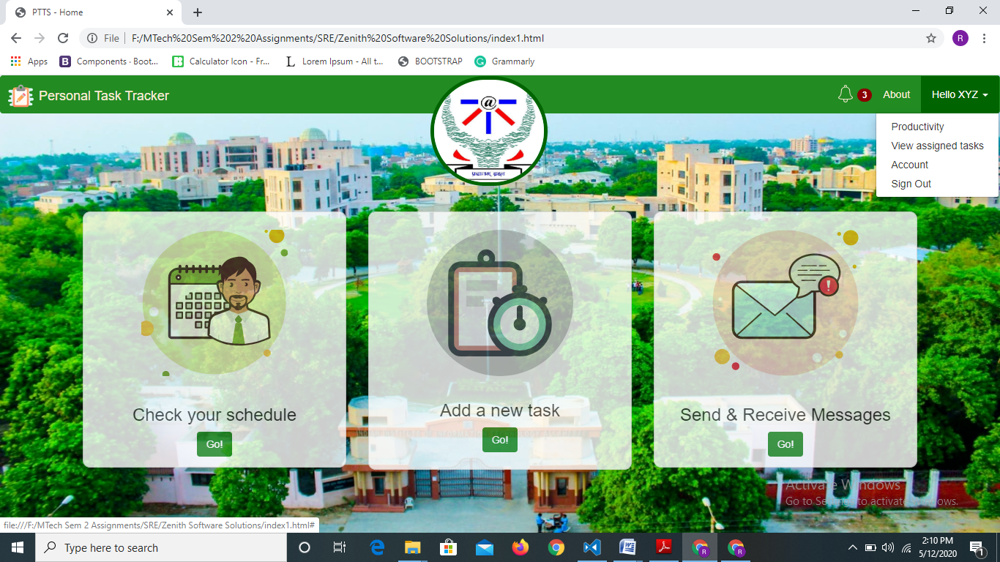 PTTS - Home
File
F:/MTech%20Sem%202%20Assignments/SRE/Zenith%20Software%20Solutions/index1.html
R
Apps
Components · Boot...
Calculator Icon - Fr...
Lorem Ipsum - All t...
BOOTSTRAP
Grammarly
Personal Task Tracker
3
About
Hello XYZ
@
Productivity
View assigned tasks
Account
Sign Out
Check your schedule
Add a new task
Send & Receive Messages
Go!
Go!
Go!
Activate Windows
Go to Settings to activate Windows.
file:///F:/MTech Sem 2 Assignments/SRE/Zenith Software Solutions/index1.html#
Type here to search
2:10 PM
5/12/2020
1